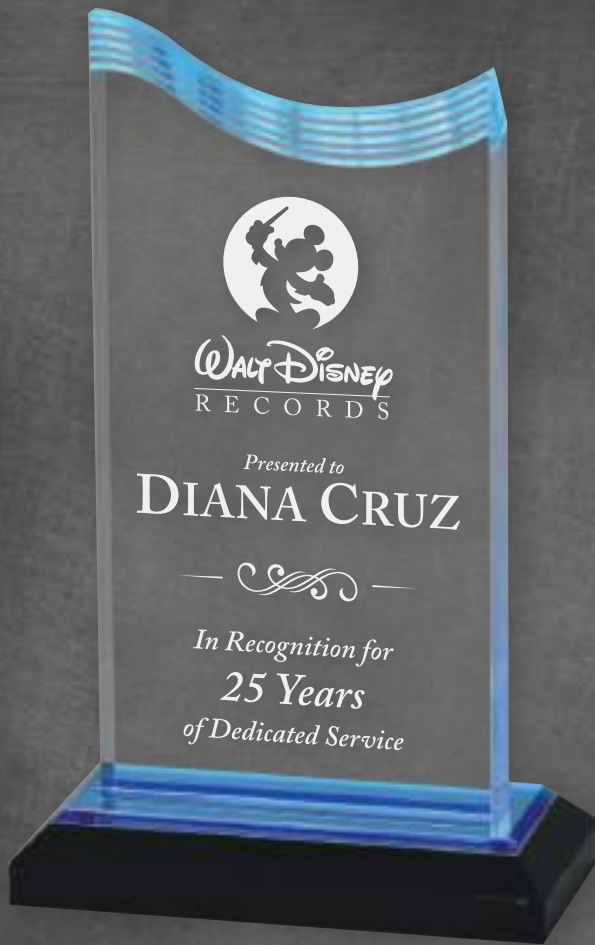 Walt Disney
RECORDS
Presented to
DIANA CRUZ
In Recognition for
25 Years
of Dedicated Service